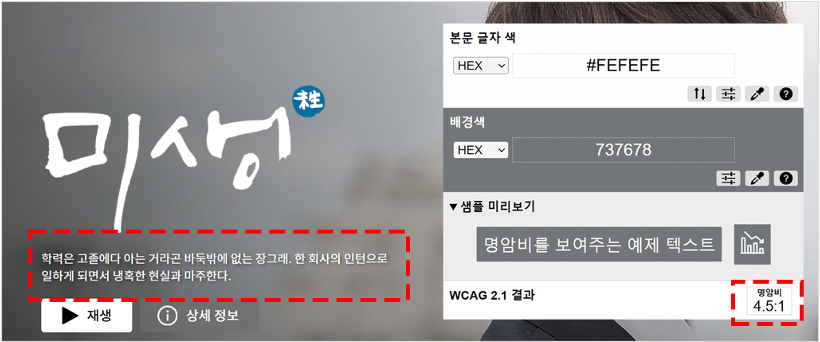 미생
未生
학력은 고졸에다 아는 거라곤 바둑밖에 없는 장그래. 한 회사의 인턴으로
일하게 되면서 냉혹한 현실과 마주한다.
재생
상세 정보
본문 글자 색
HEX
#FEFEFE
배경색
HEX
737678
▼ 샘플 미리보기
명암비를 보여주는 예제 텍스트
WCAG 2.1 결과
명암비
4.5:1